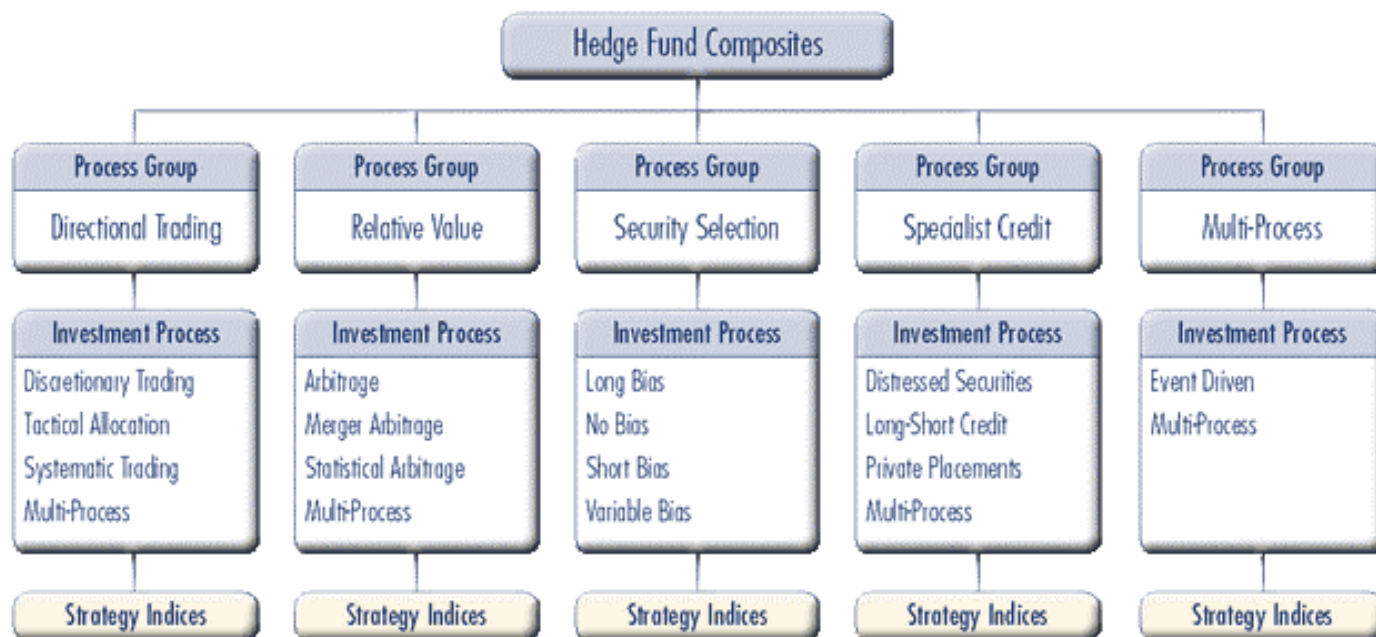 Hedge Fund Composites
Process Group
Directional Trading
Investment Process
Discretionary Trading
Tactical Allocation
Systematic Trading
Multi-Process
Strategy Indices
Process Group
Relative Value
Investment Process
Arbitrage
Merger Arbitrage
Statistical Arbitrage
Multi-Process
Strategy Indices
Process Group
Security Selection
Investment Process
Long Bias
No Bias
Short Bias
Variable Bias
Strategy Indices
Process Group
Specialist Credit
Investment Process
Distressed Securities
Long-Short Credit
Private Placements
Multi-Process
Strategy Indices
Process Group
Multi-Process
Investment Process
Event Driven
Multi-Process
Strategy Indices